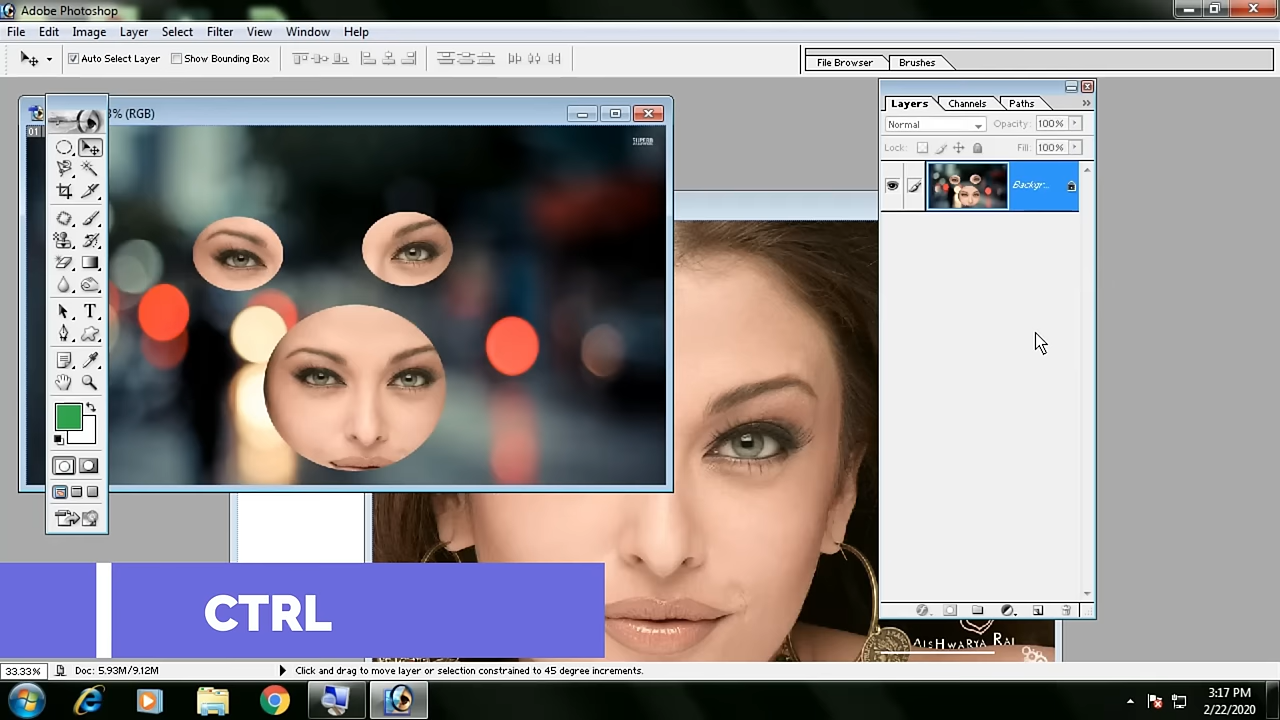 Adobe Photoshop
File Edit Image Layer Select Filter View Window Help
Auto Select Layer Show Bounding Box
File Browser Brushes
3% (RGB)
01
Layers Channels Paths
Normal Opacity: 100%
Lock: Fill: 100%
Backgr...
T
CTRL
AISHWARYA RAI
33.33% Doc: 5.93M/9.12M Click and drag to move layer or selection constrained to 45 degree increments.
3:17 PM
2/22/2020